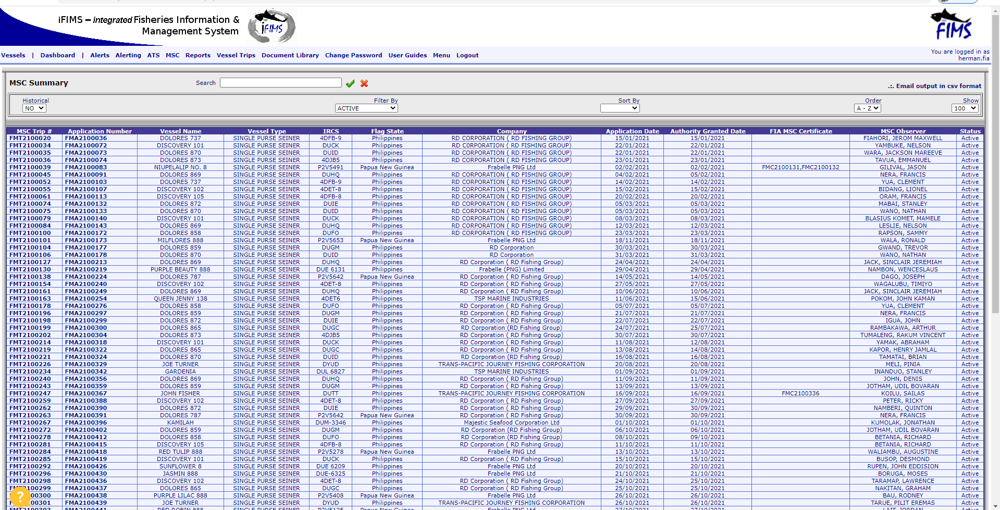 iFIMS – integrated Fisheries Information &
Management System
iFIMS
FIMS
Vessels | Dashboard | Alerts Alerting ATS MSC Reports Vessel Trips Document Library Change Password User Guides Menu Logout
You are logged in as
herman.fia
MSC Summary
Search
.:. Email output in csv format
Historical Filter By Sort By Order Show
NO ACTIVE A - Z 100
MSC Trip # Application Number Vessel Name Vessel Type IRCS Flag State Company Application Date Authority Granted Date FIA MSC Certificate MSC Observer Status
FMT2100020 FMA2100036 DOLORES 737 SINGLE PURSE SEINER 4DFB-9 Philippines RD CORPORATION ( RD FISHING GROUP) 15/01/2021 15/01/2021 FIAHORI, JEROM MAXWELL Active
FMT2100034 FMA2100072 DISCOVERY 101 SINGLE PURSE SEINER DUCK Philippines RD CORPORATION ( RD FISHING GROUP) 22/01/2021 22/01/2021 YAMBUKE, NELSON Active
FMT2100035 FMA2100073 DOLORES 870 SINGLE PURSE SEINER DUID Philippines RD CORPORATION ( RD FISHING GROUP) 22/01/2021 22/01/2021 WARA, JACKSON MAREEVE Active
FMT2100036 FMA2100074 DOLORES 873 SINGLE PURSE SEINER 4DJB5 Philippines RD CORPORATION ( RD FISHING GROUP) 23/01/2021 23/01/2021 TAVUA, EMMANUEL Active
FMT2100039 FMA2100083 NIUPELALIP NO. 8 SINGLE PURSE SEINER P2V5491 Papua New Guinea Frabelle PNG Ltd 02/02/2021 02/02/2021 FMC2100131,FMC2100132 GILIVAL, JASON Active
FMT2100045 FMA2100091 DOLORES 869 SINGLE PURSE SEINER DUHQ Philippines RD CORPORATION ( RD FISHING GROUP) 04/02/2021 05/02/2021 NERA, FRANCIS Active
FMT2100052 FMA2100103 DOLORES 737 SINGLE PURSE SEINER 4DFB-9 Philippines RD CORPORATION ( RD FISHING GROUP) 14/02/2021 14/02/2021 YUA, CLEMENT Active
FMT2100055 FMA2100107 DISCOVERY 102 SINGLE PURSE SEINER 4DET-8 Philippines RD CORPORATION ( RD FISHING GROUP) 15/02/2021 15/02/2021 BIDANG, LIONEL Active
FMT2100061 FMA2100113 DISCOVERY 105 SINGLE PURSE SEINER 4DFB-8 Philippines RD CORPORATION ( RD FISHING GROUP) 20/02/2021 20/02/2021 ORAM, FRANCIS Active
FMT2100074 FMA2100132 DOLORES 872 SINGLE PURSE SEINER DUIE Philippines RD CORPORATION ( RD FISHING GROUP) 05/03/2021 05/03/2021 MABAI, STANLEY Active
FMT2100075 FMA2100133 DOLORES 870 SINGLE PURSE SEINER DUID Philippines RD CORPORATION ( RD FISHING GROUP) 05/03/2021 05/03/2021 WANO, NATHAN Active
FMT2100079 FMA2100140 DISCOVERY 101 SINGLE PURSE SEINER DUCK Philippines RD CORPORATION ( RD FISHING GROUP) 08/03/2021 08/03/2021 BLASIUS KOMET, MAMELE Active
FMT2100084 FMA2100143 DOLORES 869 SINGLE PURSE SEINER DUHQ Philippines RD CORPORATION ( RD FISHING GROUP) 12/03/2021 12/03/2021 LESLIE, NELSON Active
FMT2100100 FMA2100172 DOLORES 858 SINGLE PURSE SEINER DUFO Philippines RD CORPORATION ( RD FISHING GROUP) 23/03/2021 23/03/2021 RAPSON, SAMMY Active
FMT2100101 FMA2100173 MILFLORES 888 SINGLE PURSE SEINER P2V5653 Papua New Guinea Frabelle PNG Ltd 18/11/2021 18/11/2021 WALA, RONALD Active
FMT2100104 FMA2100177 DOLORES 859 SINGLE PURSE SEINER DUGM Philippines RD Corporation 30/03/2021 30/03/2021 GWAND, TREVOR Active
FMT2100106 FMA2100178 DOLORES 870 SINGLE PURSE SEINER DUID Philippines RD Corporation 31/03/2021 31/03/2021 WANO, NATHAN Active
FMT2100127 FMA2100213 DOLORES 869 SINGLE PURSE SEINER DUHQ Philippines RD Corporation ( RD Fishing Group) 24/04/2021 24/04/2021 JACK, SINCLAIR JEREMIAH Active
FMT2100130 FMA2100219 PURPLE BEAUTY 888 SINGLE PURSE SEINER DUE 6131 Philippines Frabelle (PNG) Limited 29/04/2021 29/04/2021 NAMBON, WENCESLAUS Active
FMT2100138 FMA2100224 DOLORES 787 SINGLE PURSE SEINER P2V5642 Papua New Guinea RD Corporation ( RD Fishing Group) 14/05/2021 14/05/2021 DAGO, JOSEPH Active
FMT2100154 FMA2100240 DISCOVERY 102 SINGLE PURSE SEINER 4DET-8 Philippines RD Corporation ( RD Fishing Group) 27/05/2021 27/05/2021 WAGALUBU, TIMIYO Active
FMT2100161 FMA2100249 DOLORES 869 SINGLE PURSE SEINER DUHQ Philippines RD Corporation ( RD Fishing Group) 10/06/2021 10/06/2021 JACK, SINCLAIR JEREMIAH Active
FMT2100163 FMA2100254 QUEEN JENNY 138 SINGLE PURSE SEINER 4DET6 Philippines TSP MARINE INDUSTRIES 11/06/2021 15/06/2021 POKOM, JOHN KAMAN Active
FMT2100178 FMA2100276 DOLORES 858 SINGLE PURSE SEINER DUFO Philippines RD Corporation ( RD Fishing Group) 05/07/2021 05/07/2021 YUA, CLEMENT Active
FMT2100196 FMA2100297 DOLORES 859 SINGLE PURSE SEINER DUGM Philippines RD Corporation ( RD Fishing Group) 21/07/2021 21/07/2021 NERA, FRANCIS Active
FMT2100198 FMA2100299 DOLORES 872 SINGLE PURSE SEINER DUIE Philippines RD Corporation ( RD Fishing Group) 22/07/2021 22/07/2021 IGUA, JOHN Active
FMT2100199 FMA2100300 DOLORES 865 SINGLE PURSE SEINER DUGC Philippines RD Corporation (RD Fishing Group) 24/07/2021 25/07/2021 RAMBAKAWA, ARTHUR Active
FMT2100202 FMA2100304 DOLORES 873 SINGLE PURSE SEINER 4DJB5 Philippines RD Corporation ( RD Fishing Group) 30/07/2021 30/07/2021 TUMALENG, RAKUM VINCENT Active
FMT2100214 FMA2100318 DISCOVERY 101 SINGLE PURSE SEINER DUCK Philippines RD Corporation ( RD Fishing Group) 11/08/2021 12/08/2021 YAMAK, ABRAHAM Active
FMT2100219 FMA2100322 DOLORES 865 SINGLE PURSE SEINER DUGC Philippines RD Corporation ( RD Fishing Group) 13/08/2021 14/08/2021 KAPOR, HENRY JAMLAL Active
FMT2100221 FMA2100324 DOLORES 870 SINGLE PURSE SEINER DUID Philippines RD Corporation (RD Fishing Group) 16/08/2021 16/08/2021 TAMATAI, BRIAN Active
FMT2100226 FMA2100329 JOE TURNER SINGLE PURSE SEINER DYUD Philippines TRANS-PACIFIC JOURNEY FISHING CORPORATION 20/08/2021 20/08/2021 MELI, PINIA Active
FMT2100234 FMA2100342 GARDENIA SINGLE PURSE SEINER DUL 6827 Philippines TSP MARINE INDUSTRIES 01/09/2021 01/09/2021 INANDUO, STANLEY Active
FMT2100240 FMA2100356 DOLORES 869 SINGLE PURSE SEINER DUHQ Philippines RD Corporation ( RD Fishing Group) 11/09/2021 11/09/2021 JOHN, DENIS Active
FMT2100243 FMA2100359 DOLORES 859 SINGLE PURSE SEINER DUGM Philippines RD Corporation ( RD Fishing Group) 13/09/2021 13/09/2021 JOTHAM, UDIL BOVARAN Active
FMT2100247 FMA2100367 JOHN FISHER SINGLE PURSE SEINER DUTT Philippines TRANS-PACIFIC JOURNEY FISHING CORPORATION 16/09/2021 16/09/2021 FMC2100336 KOILU, SAILAS Active
FMT2100259 FMA2100388 DISCOVERY 102 SINGLE PURSE SEINER 4DET-8 Philippines RD Corporation ( RD Fishing Group) 27/09/2021 27/09/2021 PETER, RICKY Active
FMT2100262 FMA2100390 DOLORES 872 SINGLE PURSE SEINER DUIE Philippines RD Corporation ( RD Fishing Group) 29/09/2021 30/09/2021 NAMBERI, QUINTON Active
FMT2100263 FMA2100391 DOLORES 787 SINGLE PURSE SEINER P2V5642 Papua New Guinea RD Corporation ( RD Fishing Group) 30/09/2021 30/09/2021 NERA, FRANCIS Active
FMT2100267 FMA2100396 KAMILAH SINGLE PURSE SEINER DUM-3346 Philippines Majestic Seafood Corporation Ltd 01/10/2021 01/10/2021 KUMOLAK, JONATHAN Active
FMT2100272 FMA2100402 DOLORES 859 SINGLE PURSE SEINER DUGM Philippines RD Corporation (RD Fishing Group) 06/10/2021 06/10/2021 JOTHAM, UDIL BOVARAN Active
FMT2100278 FMA2100412 DOLORES 858 SINGLE PURSE SEINER DUFO Philippines RD Corporation (RD Fishing Group) 08/10/2021 09/10/2021 BETANIA, RICHARD Active
FMT2100281 FMA2100415 DISCOVERY 105 SINGLE PURSE SEINER 4DFB-8 Philippines RD Corporation ( RD Fishing Group) 11/10/2021 11/10/2021 BETANIA, RICHARD Active
FMT2100284 FMA2100418 RED TULIP 888 SINGLE PURSE SEINER P2V5278 Papua New Guinea Frabelle PNG Ltd 13/10/2021 13/10/2021 WALIAMBU, AUGUSTINE Active
FMT2100285 FMA2100419 DISCOVERY 101 SINGLE PURSE SEINER DUCK Philippines RD Corporation ( RD Fishing Group) 15/10/2021 15/10/2021 BUSOP, DESMOND Active
FMT2100292 FMA2100426 SUNFLOWER 8 SINGLE PURSE SEINER DUE 6209 Philippines Frabelle PNG Ltd 20/10/2021 20/10/2021 RUPEN, JOHN EDDISION Active
FMT2100296 FMA2100430 JASMIN 888 SINGLE PURSE SEINER DUE-6325 Philippines Frabelle PNG Ltd 21/10/2021 21/10/2021 BORUGA, MOSES Active
FMT2100298 FMA2100436 DISCOVERY 102 SINGLE PURSE SEINER 4DET-8 Philippines RD Corporation ( RD Fishing Group) 24/10/2021 25/10/2021 TARAMAP, LAWRENCE Active
00299 FMA2100437 DOLORES 865 SINGLE PURSE SEINER DUGC Philippines RD Corporation ( RD Fishing Group) 25/10/2021 25/10/2021 NAKITAN, GRAHAM Active
00300 FMA2100438 PURPLE LILAC 888 SINGLE PURSE SEINER P2V5408 Papua New Guinea Frabelle PNG Ltd 26/10/2021 26/10/2021 BAU, RODNEY Active
00301 FMA2100439 JOE TURNER SINGLE PURSE SEINER DYUD Philippines TRANS-PACIFIC JOURNEY FISHING CORPORATION 26/10/2021 26/10/2021 TARUE, PILIT EREMAS Active
?